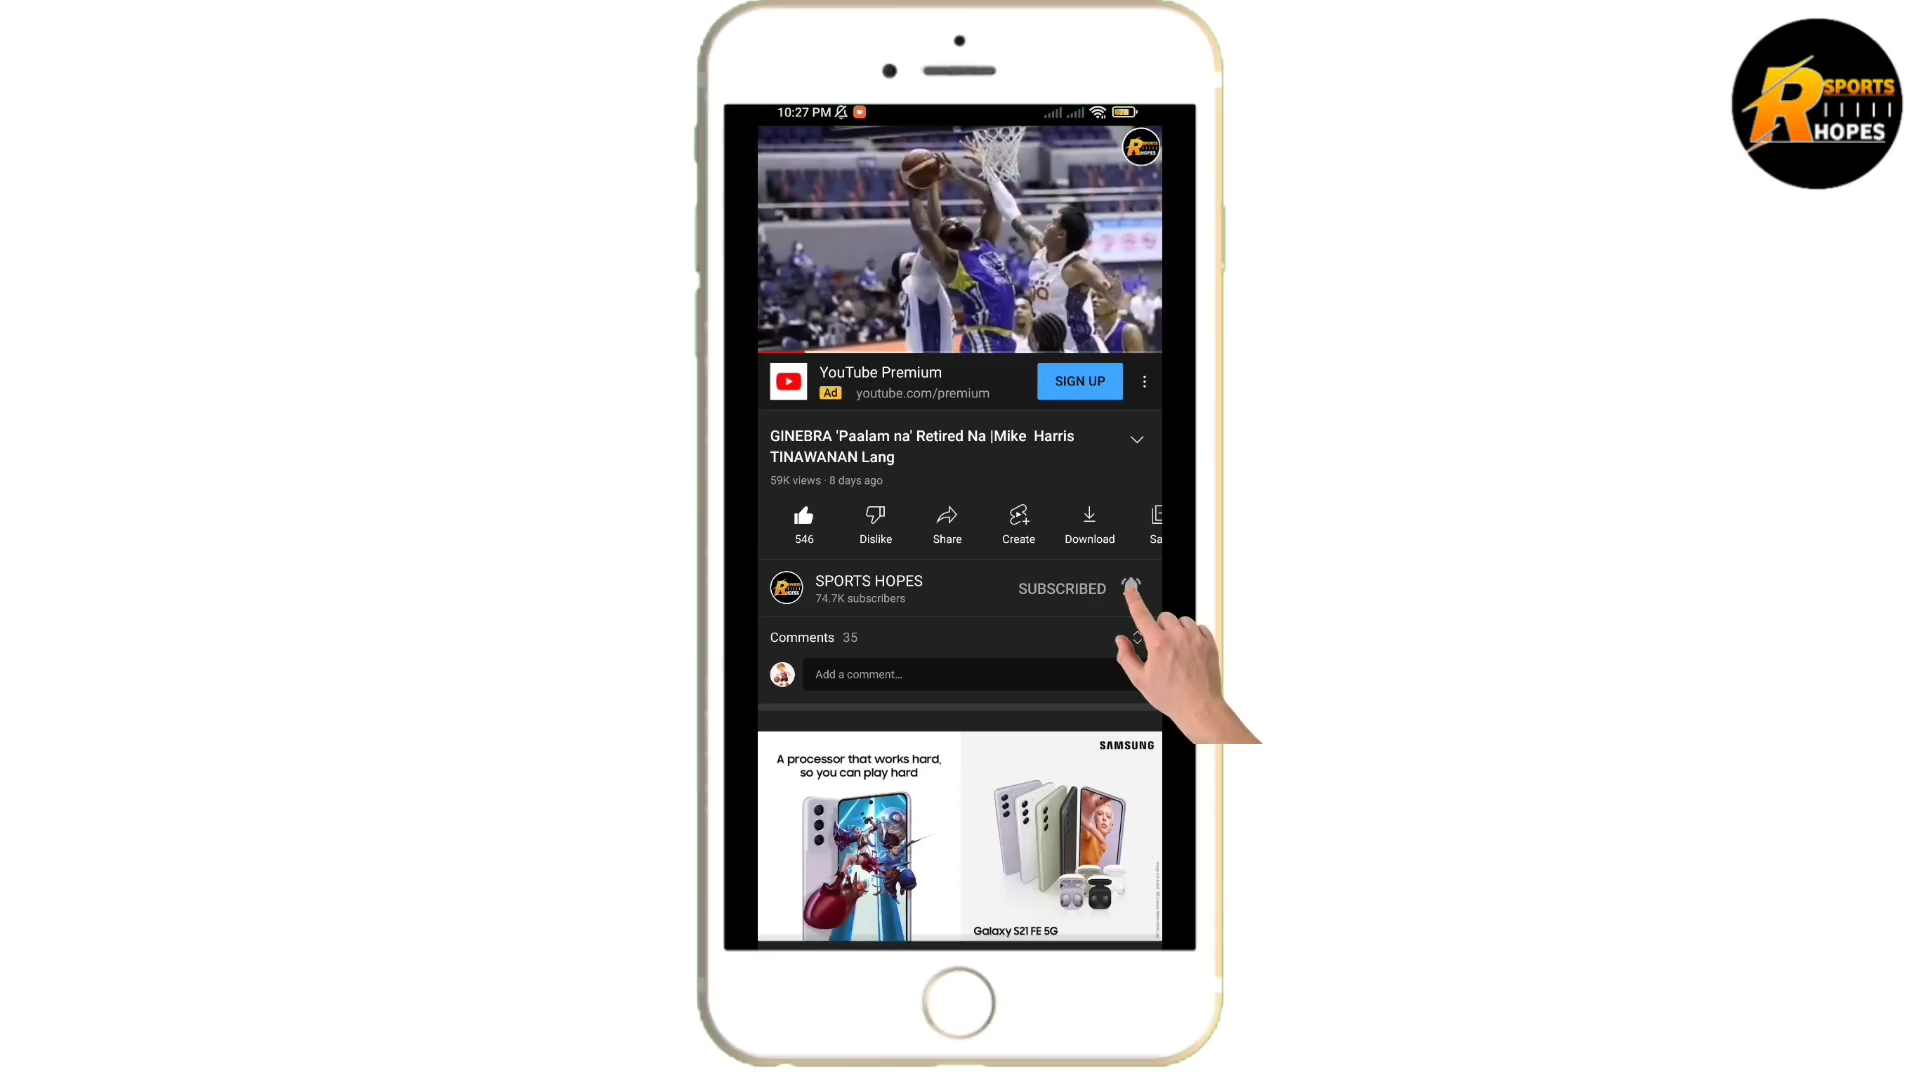 SPORTS
HOPES
10:27 PM
YouTube Premium
Ad youtube.com/premium
SIGN UP
GINEBRA 'Paalam na' Retired Na |Mike Harris
TINAWANAN Lang
59K views · 8 days ago
546
Dislike
Share
Create
Download
Sa
SPORTS HOPES
74.7K subscribers
SUBSCRIBED
Comments 35
Add a comment...
A processor that works hard,
so you can play hard
SAMSUNG
Galaxy S21 FE 5G